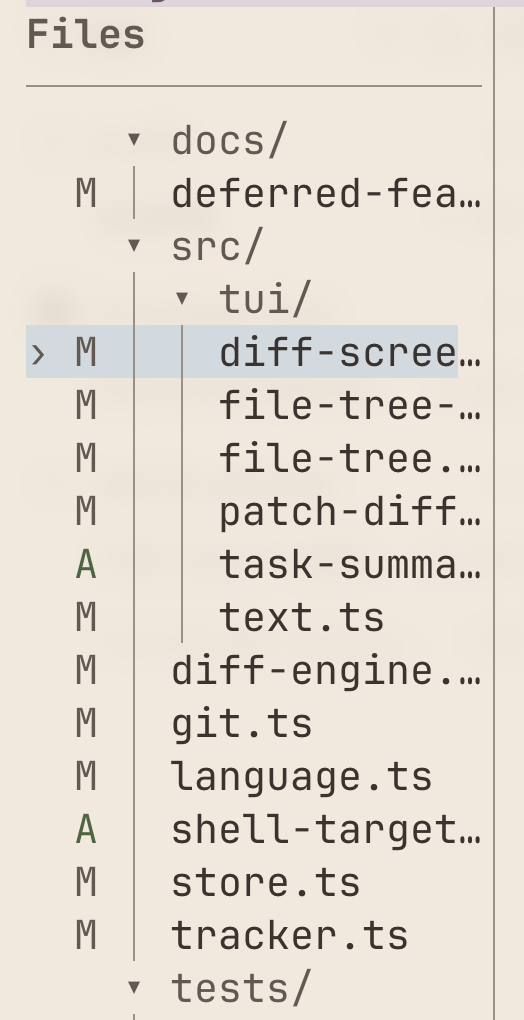 Files
▾ docs/
M deferred-fea…
▾ src/
▾ tui/
› M diff-scree…
M file-tree-…
M file-tree.…
M patch-diff…
A task-summa…
M text.ts
M diff-engine.…
M git.ts
M language.ts
A shell-target…
M store.ts
M tracker.ts
▾ tests/